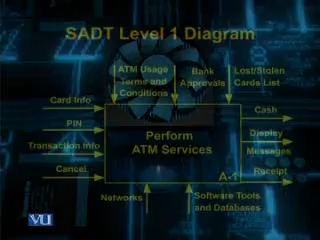 SADT Level 1 Diagram
ATM Usage
Terms and
Conditions
Bank
Approvals
Lost/Stolen
Cards List
Card Info
PIN
Transaction Info
Cancel
Perform
ATM Services
A-1
Cash
Display
Messages
Receipt
Networks
Software Tools
and Databases
VU